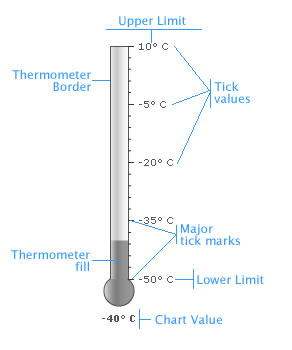 Upper Limit
10° C
Thermometer
Border
Tick
values
-5° C
-20° C
-35° C
Major
tick marks
Thermometer
fill
-50° C
Lower Limit
-40° C
Chart Value